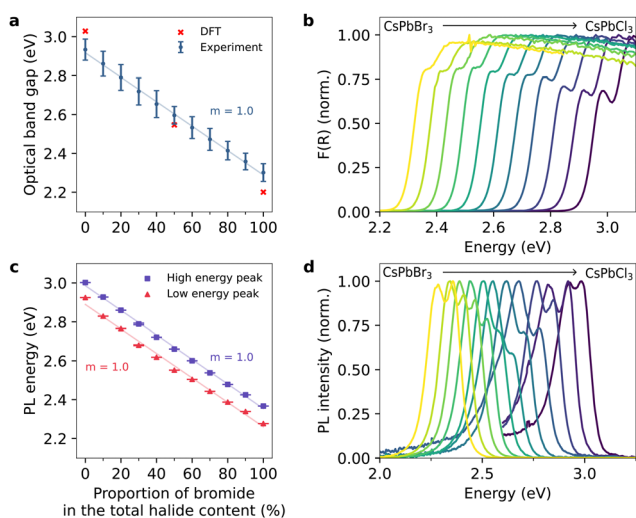 a
DFT
Experiment
m = 1.0
Optical band gap (eV)
3.0
2.8
2.6
2.4
2.2
0 20 40 60 80 100
b
CsPbBr₃ CsPbCl₃
F(R) (norm.)
1.00
0.75
0.50
0.25
0.00
2.2 2.4 2.6 2.8 3.0
Energy (eV)
c
High energy peak
Low energy peak
m = 1.0
m = 1.0
PL energy (eV)
3.0
2.8
2.6
2.4
2.2
0 20 40 60 80 100
Proportion of bromide
in the total halide content (%)
d
CsPbBr₃ CsPbCl₃
PL intensity (norm.)
1.00
0.75
0.50
0.25
0.00
2.0 2.5 3.0
Energy (eV)